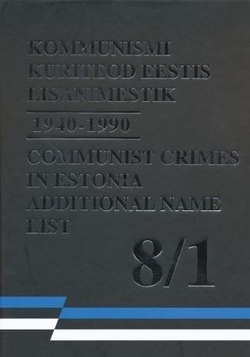 KOMMUNISMI
KURITEOD EESTIS
LISANIMESTIK
1940-1990
COMMUNIST CRIMES
IN ESTONIA
ADDITIONAL NAME
LIST
8/1